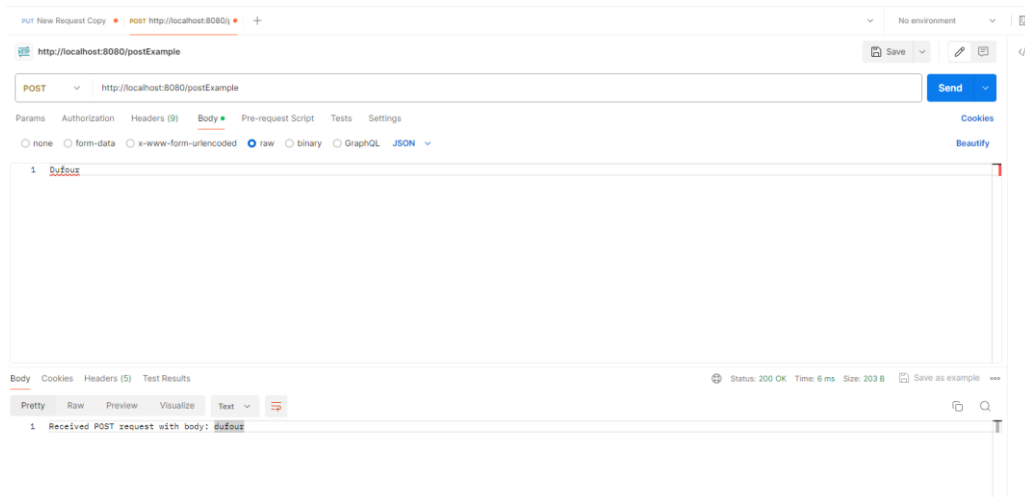 PUT New Request Copy POST http://localhost:8080/ No environment
http://localhost:8080/postExample Save
POST http://localhost:8080/postExample Send
Params Authorization Headers (9) Body Pre-request Script Tests Settings Cookies
none form-data x-www-form-urlencoded raw binary GraphQL JSON Beautify
1 Dufour
Body Cookies Headers (5) Test Results Status: 200 OK Time: 6 ms Size: 203 B Save as example
Pretty Raw Preview Visualize Text
1 Received POST request with body: dufour